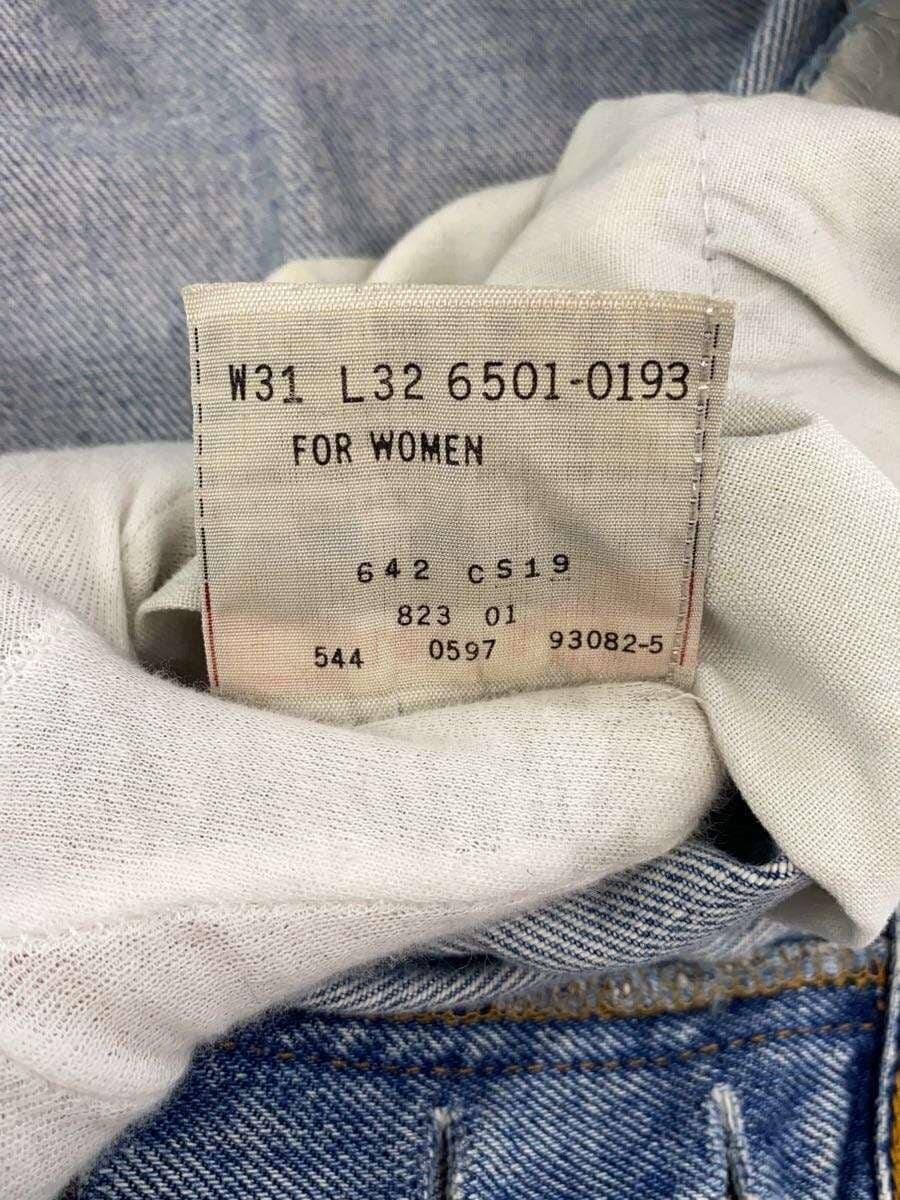 W31 L32 6501-0193
FOR WOMEN
642 cS19
823 01
544 0597 93082-5